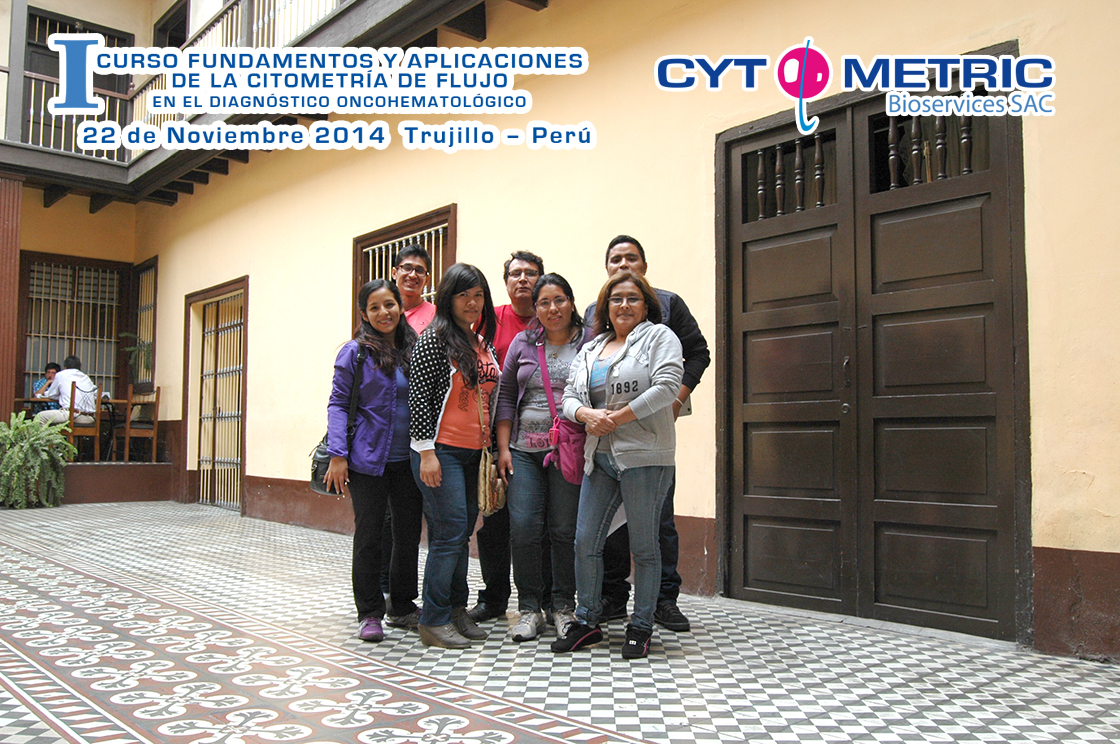 I CURSO FUNDAMENTOS Y APLICACIONES
DE LA CITOMETRÍA DE FLUJO
EN EL DIAGNÓSTICO ONCOHEMATOLÓGICO
22 de Noviembre 2014 Trujillo – Perú
CYTOMETRIC
Bioservices SAC
1892